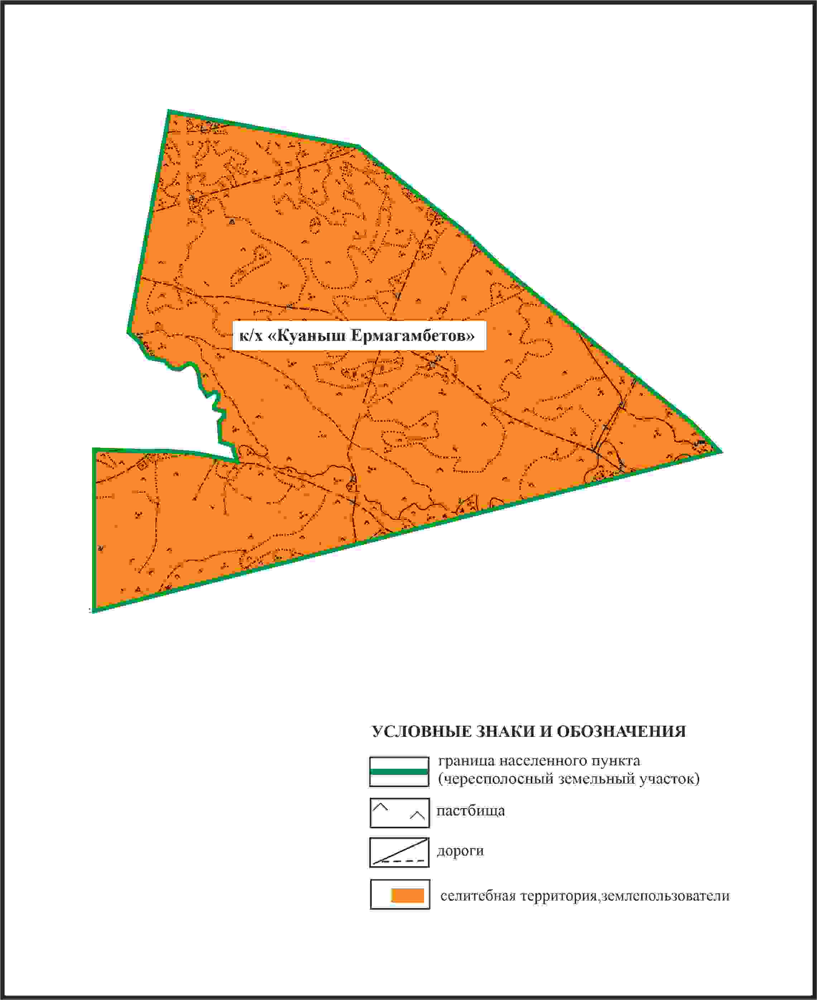 к/х «Куаныш Ермагамбетов»
УСЛОВНЫЕ ЗНАКИ И ОБОЗНАЧЕНИЯ
граница населенного пункта
(чересполосный земельный участок)
пастбища
дороги
селитебная территория,землепользователи